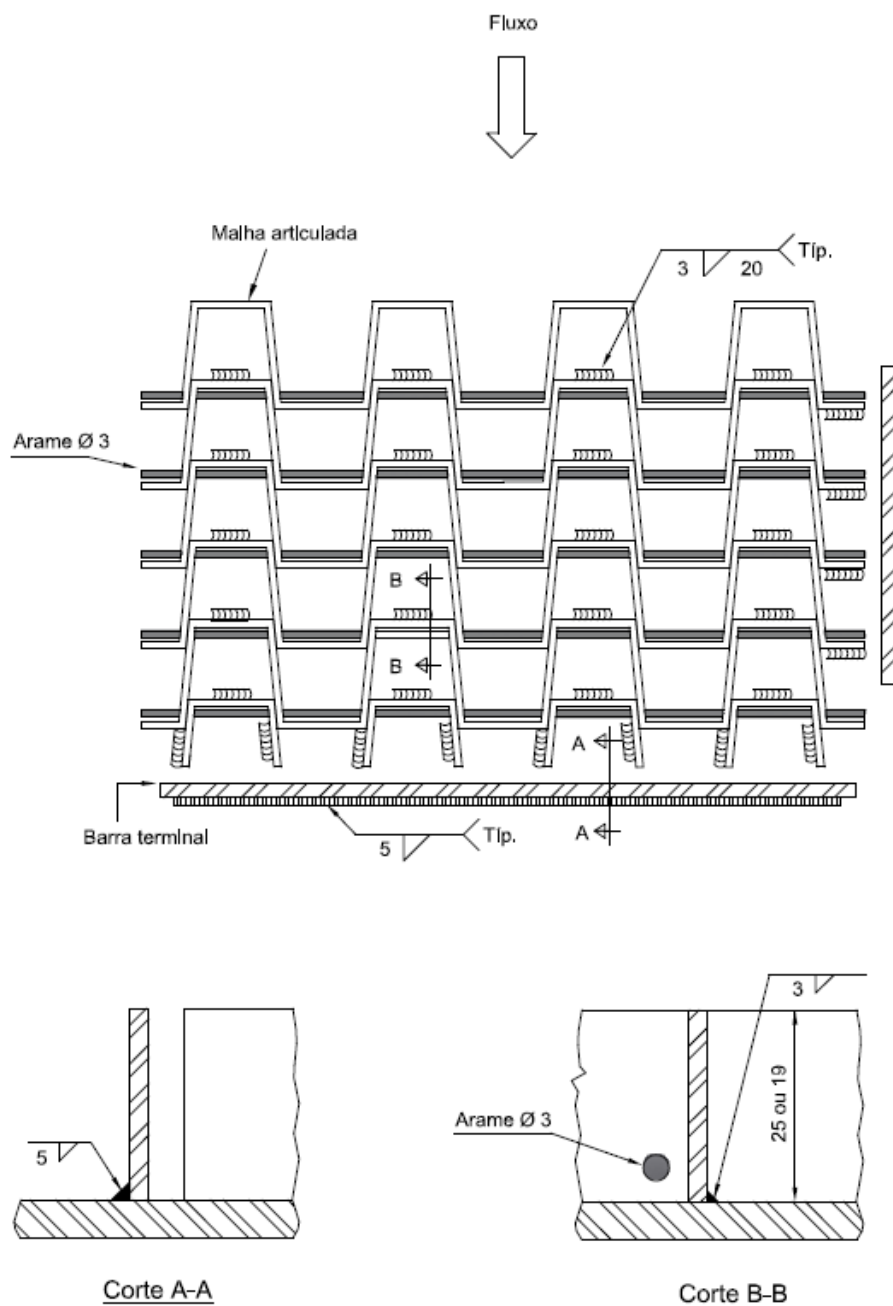 Fluxo
Malha articulada
Típ.
3 20
Arame Ø 3
B
B
A
Barra terminal
A
Típ.
5
3
25 ou 19
Arame Ø 3
5
Corte A-A
Corte B-B